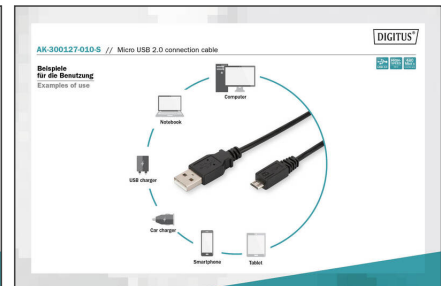 DIGITUS®
AK-300127-010-S // Micro USB 2.0 connection cable
Beispiele
für die Benutzung
Examples of use
Computer
Notebook
USB charger
Car charger
Smartphone
Tablet